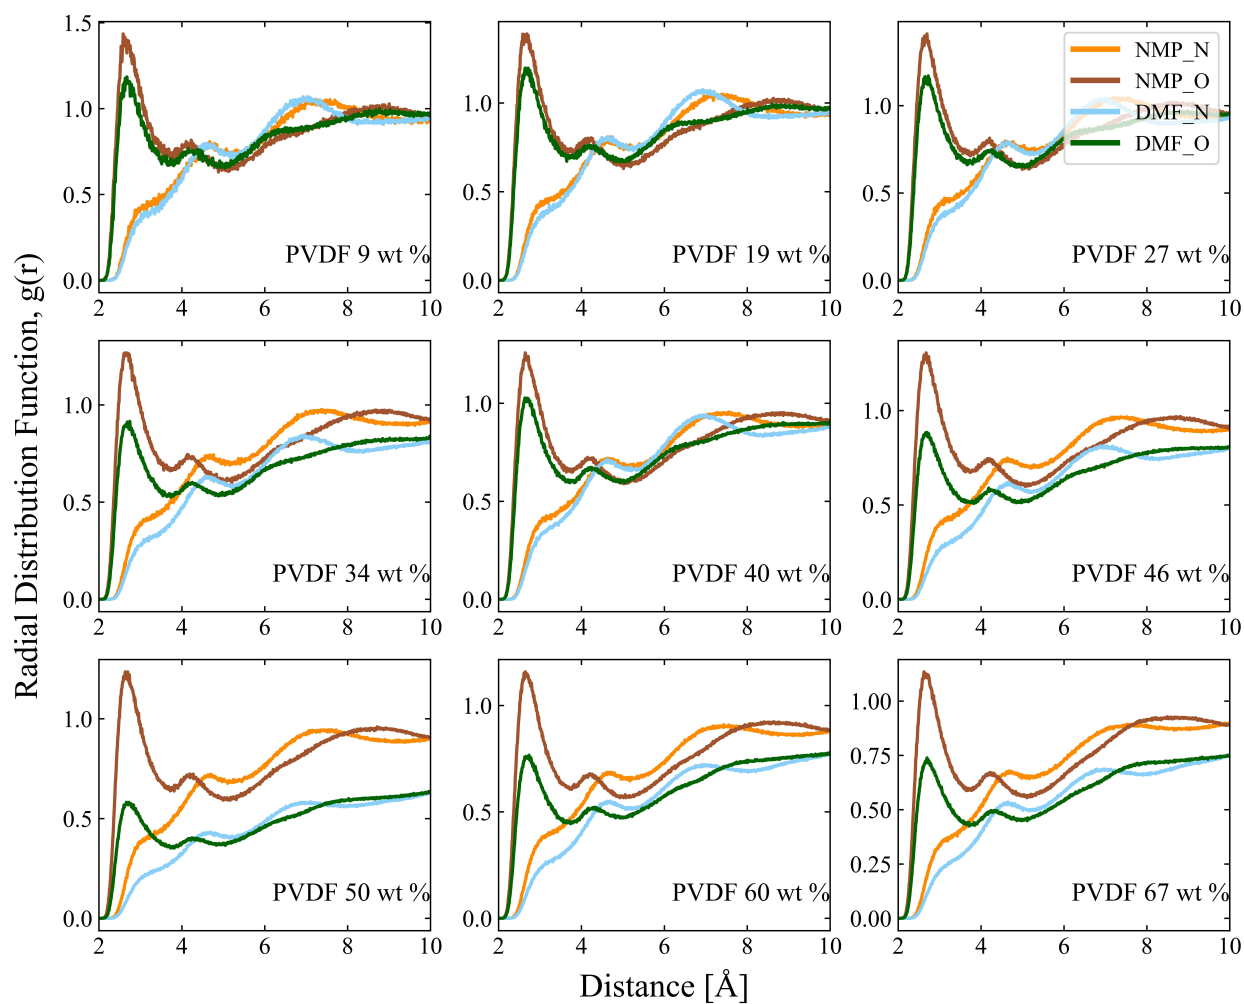 Radial Distribution Function, g(r)
1.5
1.0
0.5
0.0
PVDF 9 wt %
2 4 6 8 10
1.0
0.5
0.0
PVDF 19 wt %
2 4 6 8 10
1.0
0.5
0.0
NMP_N
NMP_O
DMF_N
DMF_O
PVDF 27 wt %
2 4 6 8 10
1.0
0.5
0.0
PVDF 34 wt %
2 4 6 8 10
1.0
0.5
0.0
PVDF 40 wt %
2 4 6 8 10
1.0
0.5
0.0
PVDF 46 wt %
2 4 6 8 10
1.0
0.5
0.0
PVDF 50 wt %
2 4 6 8 10
1.0
0.5
0.0
PVDF 60 wt %
2 4 6 8 10
1.00
0.75
0.50
0.25
0.00
PVDF 67 wt %
2 4 6 8 10
Distance [Å]